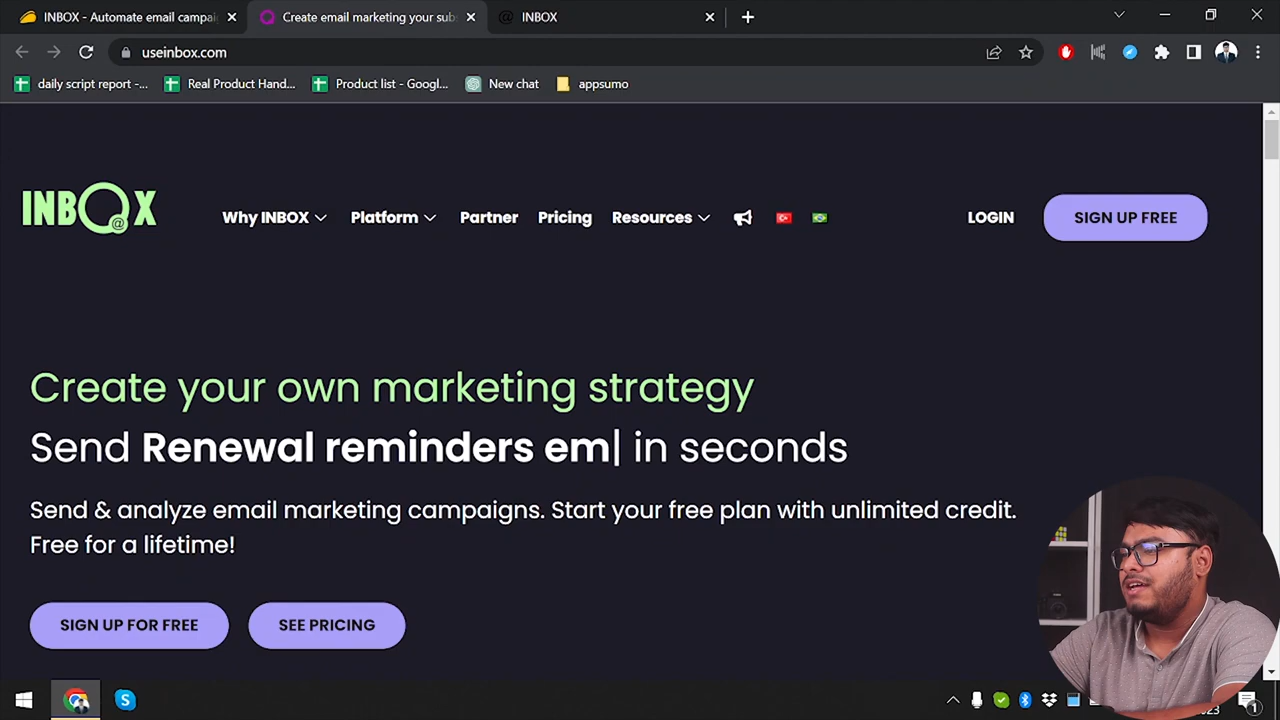 INBOX - Automate email campai
Create email marketing your subs
INBOX
useinbox.com
daily script report -...
Real Product Hand...
Product list - Googl...
New chat
appsumo
INBOX
Why INBOX
Platform
Partner
Pricing
Resources
LOGIN
SIGN UP FREE
Create your own marketing strategy
Send Renewal reminders em| in seconds
Send & analyze email marketing campaigns. Start your free plan with unlimited credit.
Free for a lifetime!
SIGN UP FOR FREE
SEE PRICING
1